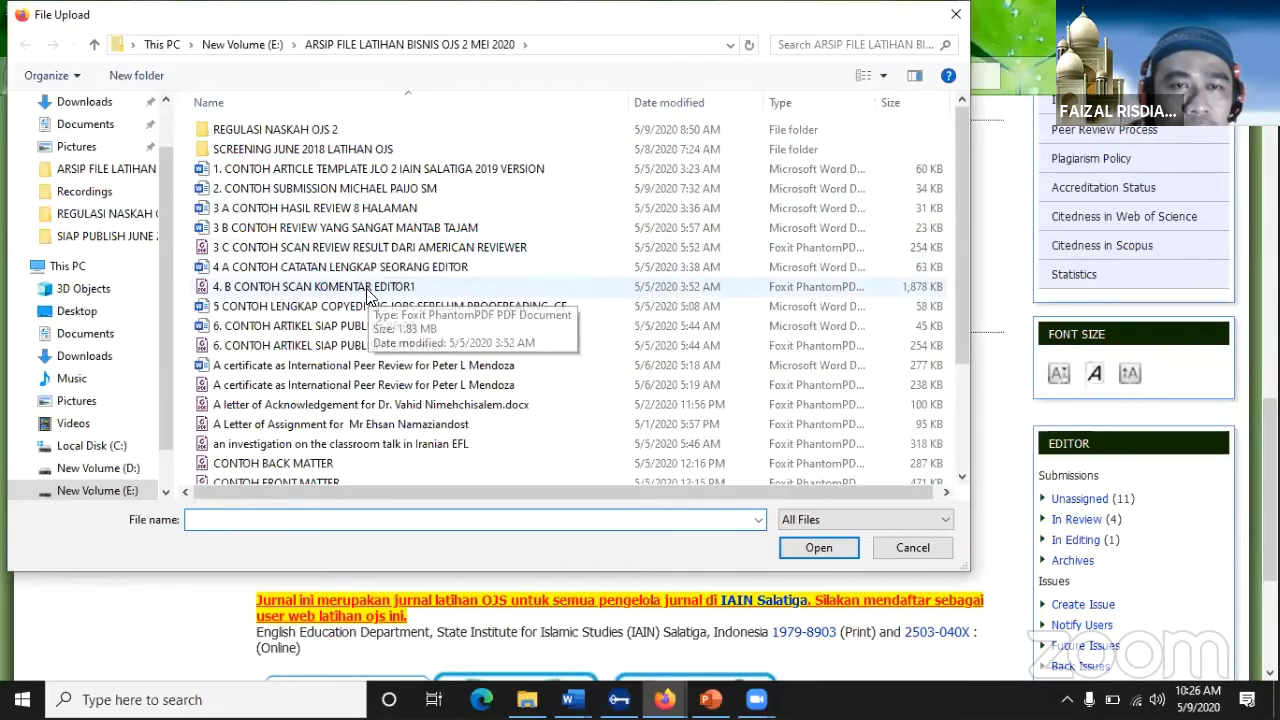 File Upload
This PC > New Volume (E:) > ARSIP FILE LATIHAN BISNIS OJS 2 MEI 2020 >
Search ARSIP FILE LATIHAN BI...
Organize
New folder
Name
Date modified
Type
Size
Downloads
Documents
Pictures
ARSIP FILE LATIHAN
Recordings
REGULASI NASKAH
SIAP PUBLISH JUNE
This PC
3D Objects
Desktop
Documents
Downloads
Music
Pictures
Videos
Local Disk (C:)
New Volume (D:)
New Volume (E:)
REGULASI NASKAH OJS 2 5/9/2020 8:50 AM File folder
SCREENING JUNE 2018 LATIHAN OJS 5/8/2020 7:24 AM File folder
1. CONTOH ARTICLE TEMPLATE JLO 2 IAIN SALATIGA 2019 VERSION 5/5/2020 3:23 AM Microsoft Word D... 60 KB
2. CONTOH SUBMISSION MICHAEL PAIJO SM 5/9/2020 7:32 AM Microsoft Word D... 34 KB
3 A CONTOH HASIL REVIEW 8 HALAMAN 5/5/2020 3:36 AM Microsoft Word D... 31 KB
3 B CONTOH REVIEW YANG SANGAT MANTAB TAJAM 5/5/2020 5:57 AM Microsoft Word D... 23 KB
3 C CONTOH SCAN REVIEW RESULT DARI AMERICAN REVIEWER 5/5/2020 5:52 AM Foxit PhantomPD... 254 KB
4 A CONTOH CATATAN LENGKAP SEORANG EDITOR 5/5/2020 3:38 AM Microsoft Word D... 38 KB
4. B CONTOH SCAN KOMENTAR EDITOR1 5/5/2020 3:52 AM Foxit PhantomPD... 1,878 KB
5 CONTOH LENGKAP COPYEDITING JOBS SEBELUM PROOFREADING CE 5/5/2020 5:08 AM Microsoft Word D... 58 KB
6. CONTOH ARTIKEL SIAP PUBL 5/5/2020 5:44 AM Microsoft Word D... 45 KB
6. CONTOH ARTIKEL SIAP PUBL 5/5/2020 5:44 AM Foxit PhantomPD... 254 KB
Type: Foxit PhantomPDF PDF Document
Size: 1.83 MB
Date modified: 5/5/2020 3:52 AM
A certificate as International Peer Review for Peter L Mendoza 5/6/2020 5:18 AM Microsoft Word D... 277 KB
A certificate as International Peer Review for Peter L Mendoza 5/6/2020 5:19 AM Foxit PhantomPD... 238 KB
A letter of Acknowledgement for Dr. Vahid Nimehchisalem.docx 5/2/2020 11:56 PM Foxit PhantomPD... 100 KB
A Letter of Assignment for Mr Ehsan Namaziandost 5/1/2020 5:57 PM Foxit PhantomPD... 95 KB
an investigation on the classroom talk in Iranian EFL 5/5/2020 5:46 AM Foxit PhantomPD... 318 KB
CONTOH BACK MATTER 5/5/2020 12:16 PM Foxit PhantomPD... 287 KB
CONTOH FRONT MATTER 5/5/2020 12:15 PM Foxit PhantomPD... 471 KB
File name:
All Files
Open
Cancel
FAIZAL RISDIA...
Peer Review Process
Plagiarism Policy
Accreditation Status
Citedness in Web of Science
Citedness in Scopus
Statistics
FONT SIZE
A
EDITOR
Submissions
Unassigned (11)
In Review (4)
In Editing (1)
Archives
Issues
Create Issue
Notify Users
Future Issues
Back Issues
Jurnal ini merupakan jurnal latihan OJS untuk semua pengelola jurnal di IAIN Salatiga. Silakan mendaftar sebagai
user web latihan ojs ini.
English Education Department, State Institute for Islamic Studies (IAIN) Salatiga, Indonesia 1979-8903 (Print) and 2503-040X :
(Online)
zoom
Type here to search
10:26 AM
5/9/2020